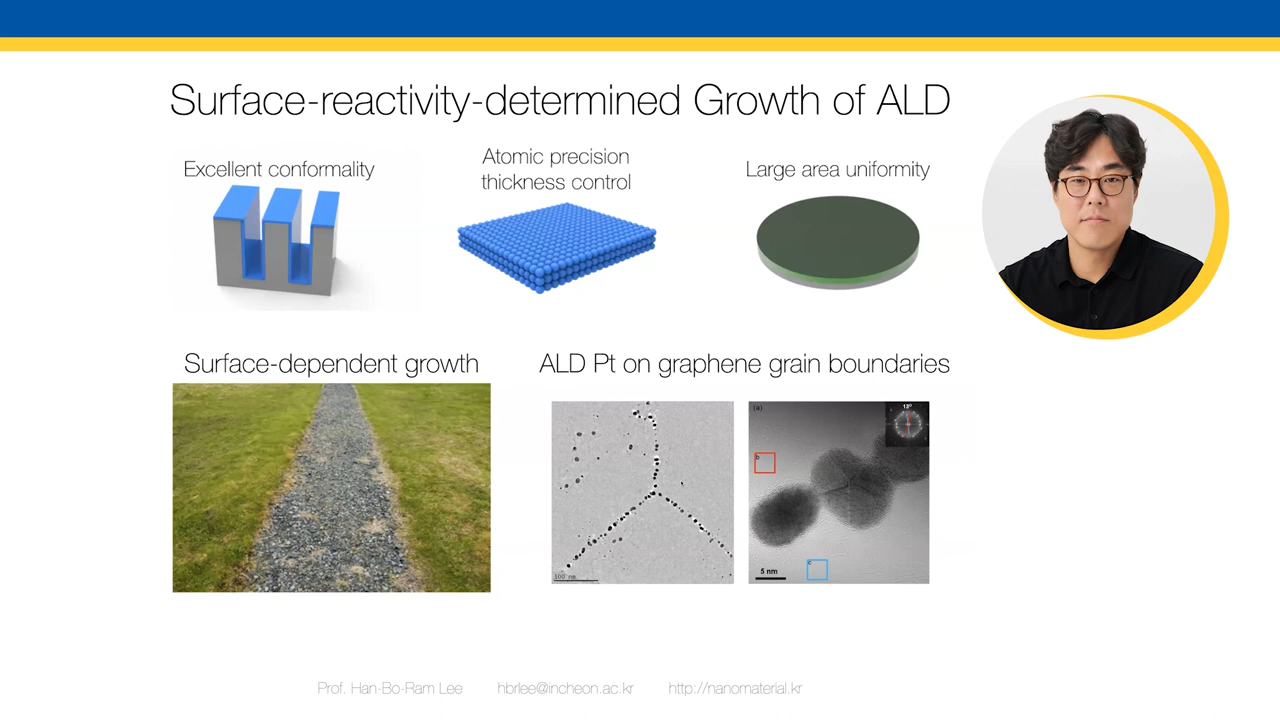 Surface-reactivity-determined Growth of ALD
Excellent conformality
Atomic precision
thickness control
Large area uniformity
Surface-dependent growth
ALD Pt on graphene grain boundaries
100 nm
(a)
13°
b
c
5 nm
Prof. Han-Bo-Ram Lee
hbrlee@incheon.ac.kr
http://nanomaterial.kr